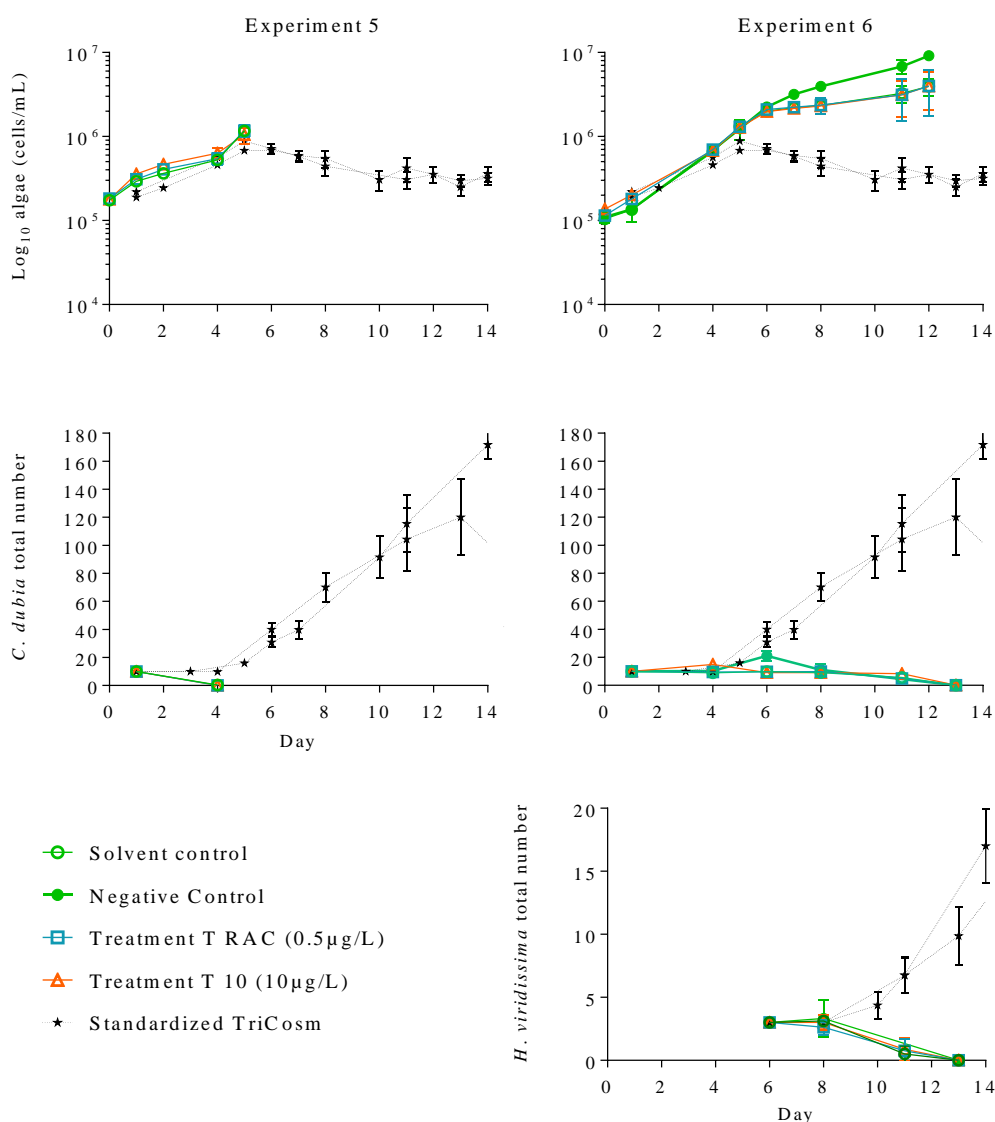 Experiment 5
Experiment 6
Log10 algae (cells/mL)
10^7
10^6
10^5
10^4
0 2 4 6 8 10 12 14
10^7
10^6
10^5
10^4
0 2 4 6 8 10 12 14
C. dubia total number
180
160
140
120
100
80
60
40
20
0
0 2 4 6 8 10 12 14
Day
180
160
140
120
100
80
60
40
20
0
0 2 4 6 8 10 12 14
Solvent control
Negative Control
Treatment T RAC (0.5µg/L)
Treatment T 10 (10µg/L)
Standardized TriCosm
H. viridissima total number
20
15
10
5
0
0 2 4 6 8 10 12 14
Day